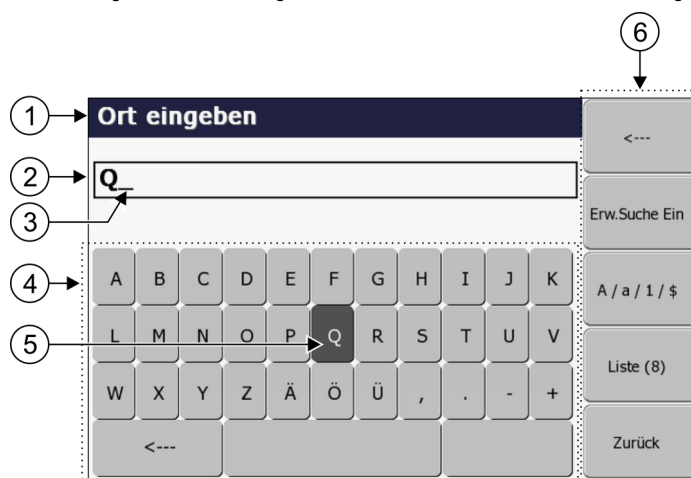 6
1
Ort eingeben
<---
2
Q_
3
Erw.Suche Ein
4
A B C D E F G H I J K
A / a / 1 / $
5
L M N O P Q R S T U V
Liste (8)
W X Y Z Ä Ö Ü , . - +
<---
Zurück